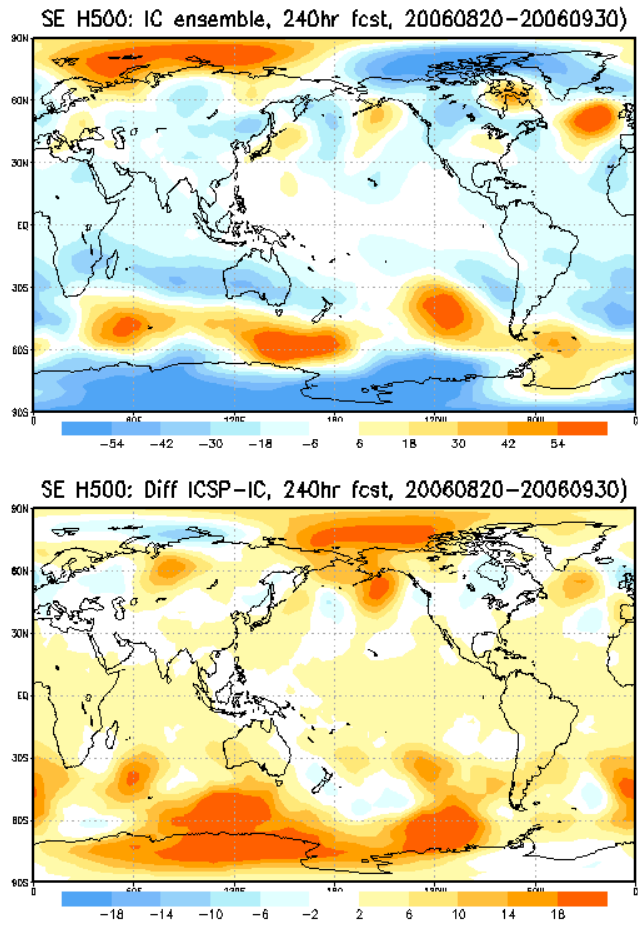 SE H500: IC ensemble, 240hr fcst, 20060820-20060930)
90N
60N
30N
EQ
30S
60S
90S
0 60E 120E 180 120W 60W 0
-54 -42 -30 -18 -6 6 18 30 42 54
SE H500: Diff ICSP-IC, 240hr fcst, 20060820-20060930)
90N
60N
30N
EQ
30S
60S
90S
0 60E 120E 180 120W 60W 0
-18 -14 -10 -6 -2 2 6 10 14 18